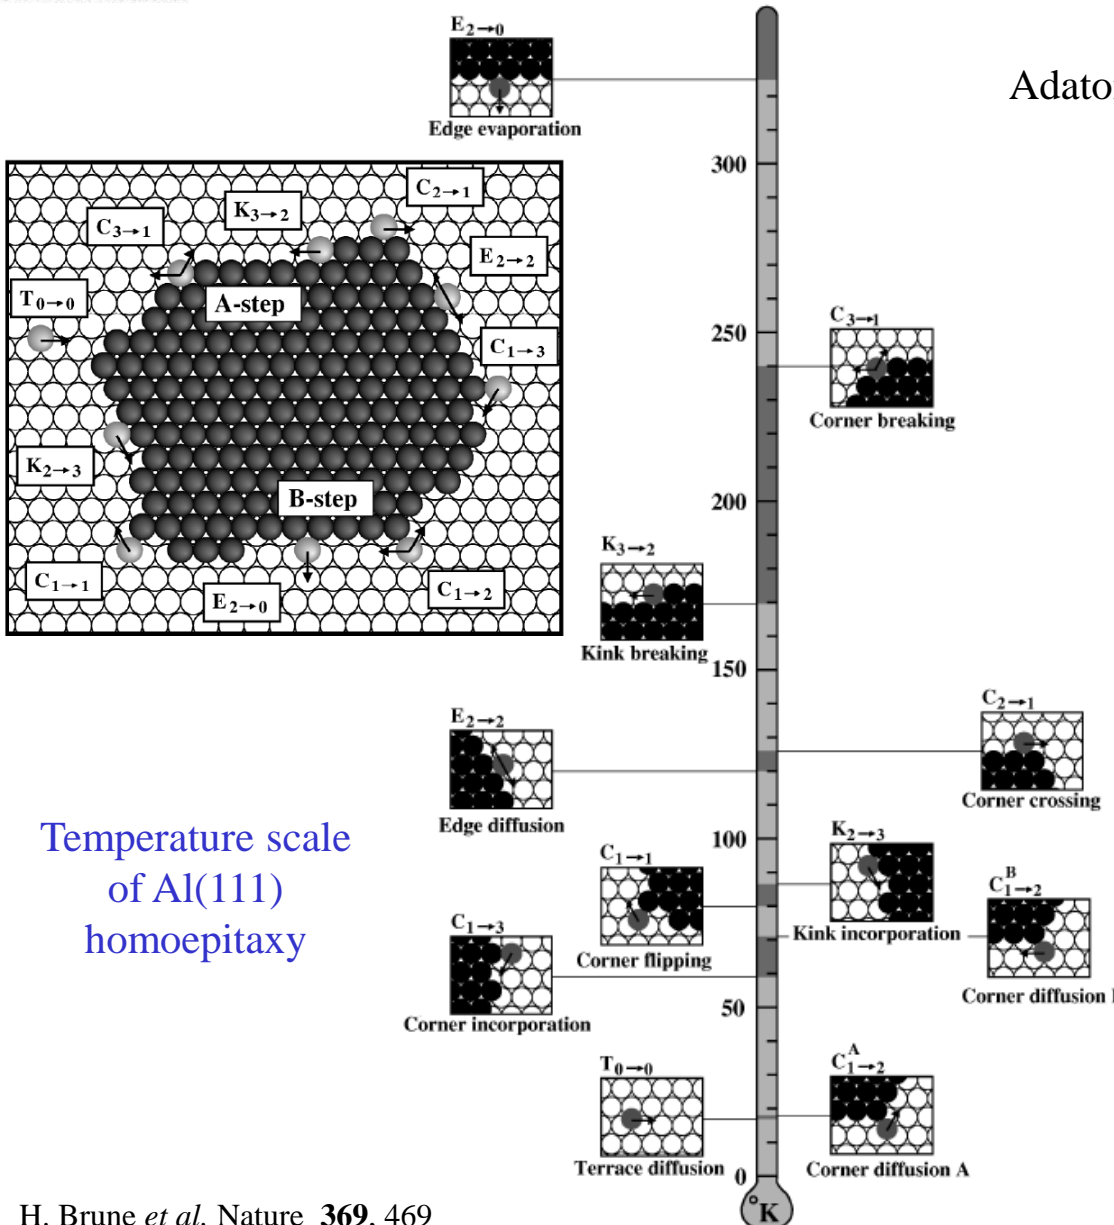 E2→0
Edge evaporation
Adato
300
C2→1
K3→2
C3→1
E2→2
T0→0
A-step
C1→3
250
C3→1
Corner breaking
K2→3
B-step
200
C1→1
E2→0
C1→2
K3→2
Kink breaking
150
E2→2
Edge diffusion
C2→1
Corner crossing
Temperature scale
of Al(111)
homoepitaxy
100
K2→3
Kink incorporation
C1→1
Corner flipping
C B 1→2
Corner diffusion
C1→3
Corner incorporation
50
T0→0
Terrace diffusion
C A 1→2
Corner diffusion A
0
°K
H. Brune et al. Nature 369, 469